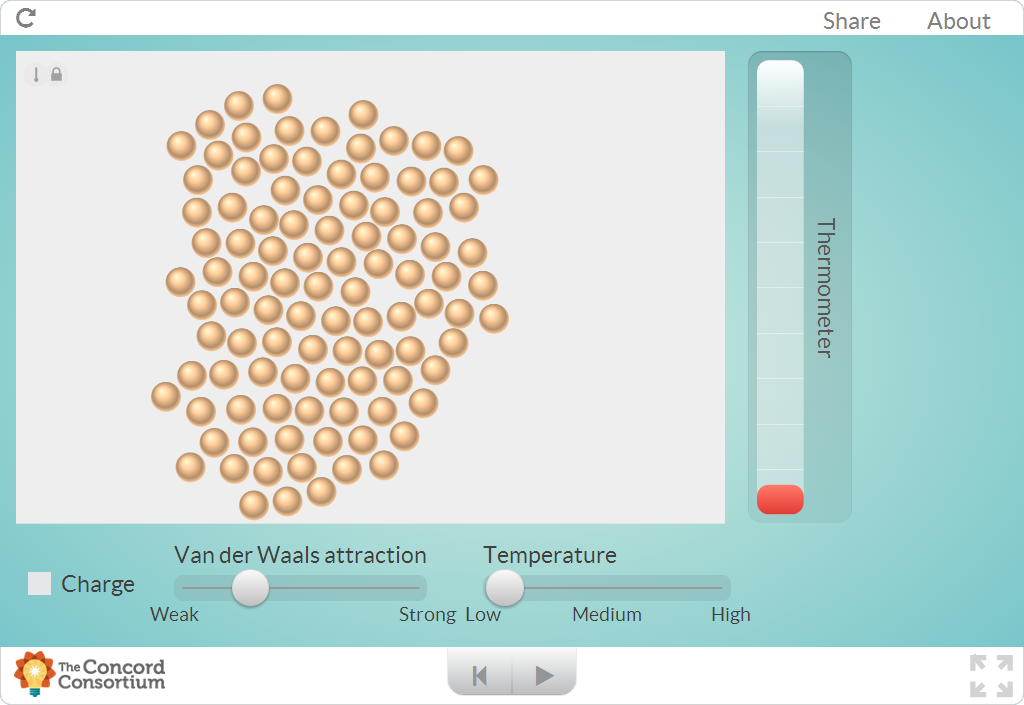 Share About
Thermometer
Van der Waals attraction Temperature
Charge
Weak Strong Low Medium High
The Concord
Consortium